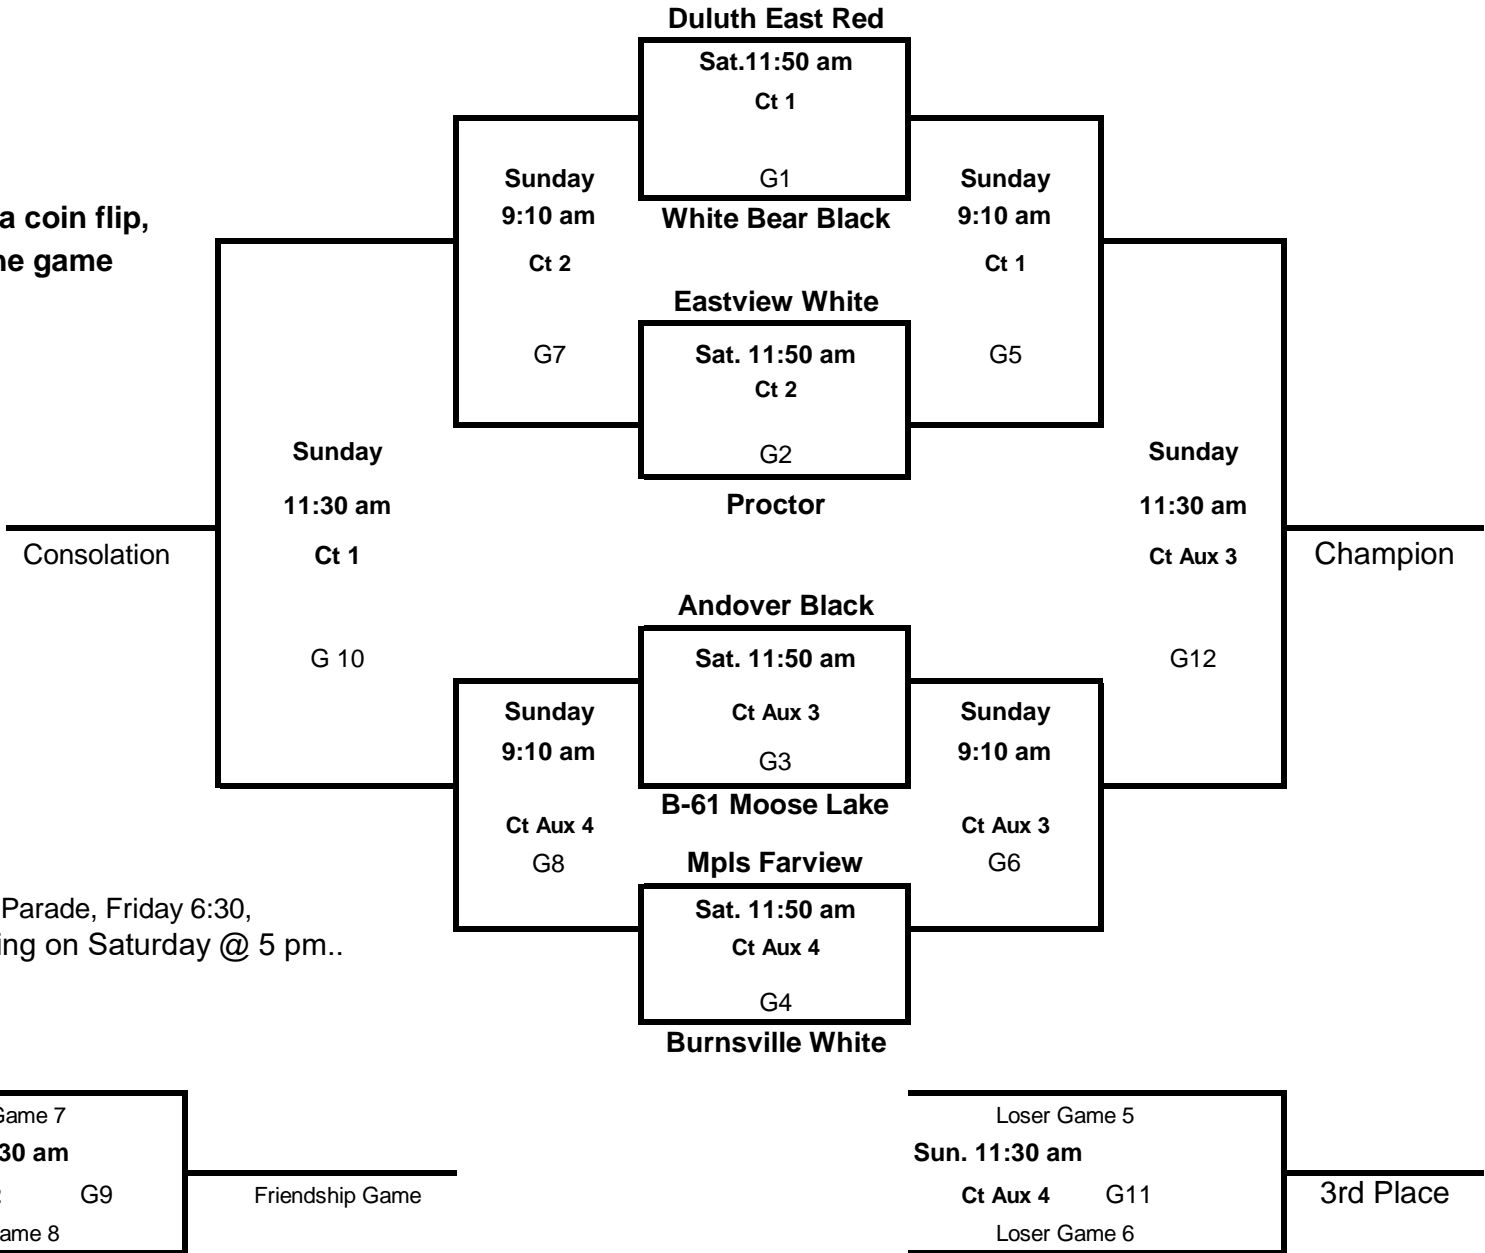 Duluth East Red
Sat.11:50 am
Ct 1
G1
White Bear Black
Sunday
9:10 am
Ct 2
G7
Sunday
9:10 am
Ct 1
G5
a coin flip,
game
Eastview White
Sat. 11:50 am
Ct 2
G2
Proctor
Sunday
11:30 am
Ct 1
G 10
Consolation
Sunday
11:30 am
Ct Aux 3
G12
Champion
Andover Black
Sat. 11:50 am
Ct Aux 3
G3
B-61 Moose Lake
Sunday
9:10 am
Ct Aux 4
G8
Sunday
9:10 am
Ct Aux 3
G6
Mpls Farview
Sat. 11:50 am
Ct Aux 4
G4
Burnsville White
Parade, Friday 6:30,
on Saturday @ 5 pm..
Game 7
30 am
G9
ame 8
Friendship Game
Loser Game 5
Sun. 11:30 am
Ct Aux 4 G11
Loser Game 6
3rd Place